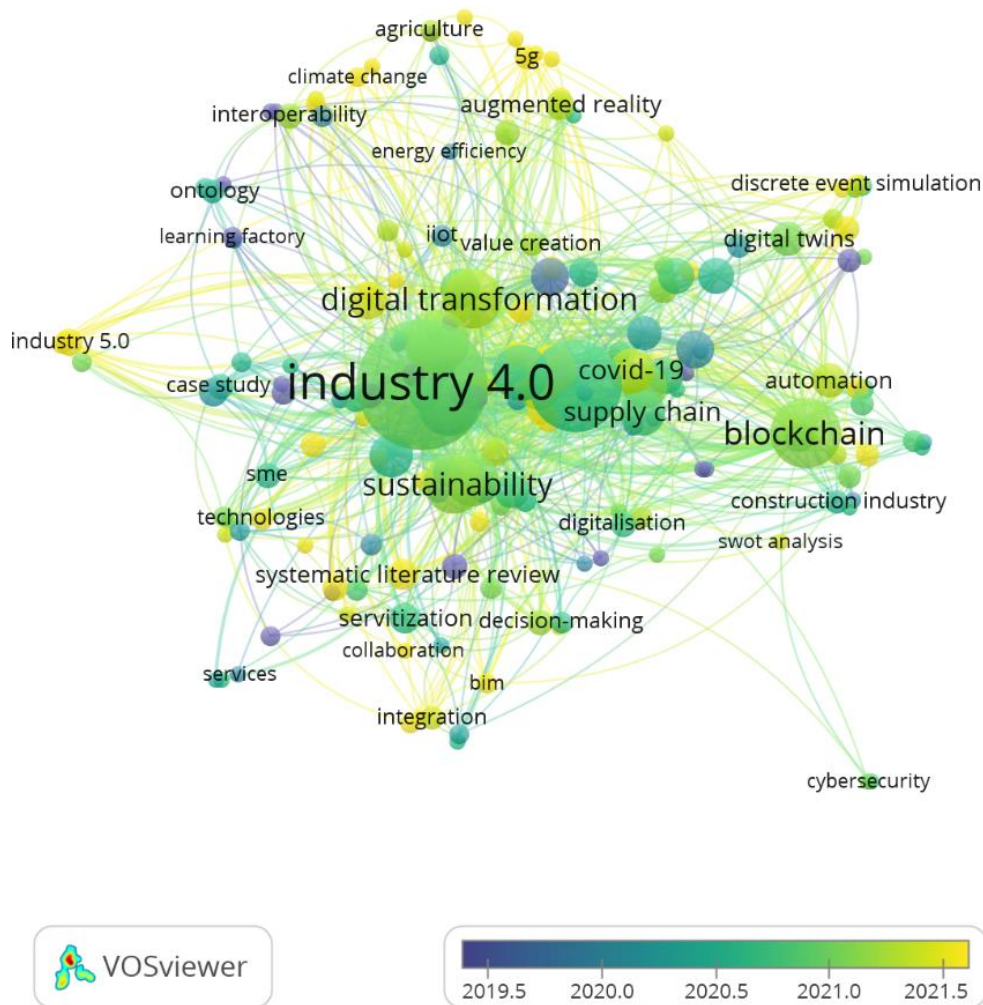 agriculture
5g
climate change
augmented reality
interoperability
energy efficiency
discrete event simulation
ontology
learning factory
iiot
value creation
digital twins
digital transformation
industry 5.0
case study
industry 4.0
covid-19
automation
supply chain
blockchain
sme
sustainability
construction industry
technologies
digitalisation
swot analysis
systematic literature review
servitization
decision-making
collaboration
services
bim
integration
cybersecurity
VOSviewer
2019.5 2020.0 2020.5 2021.0 2021.5